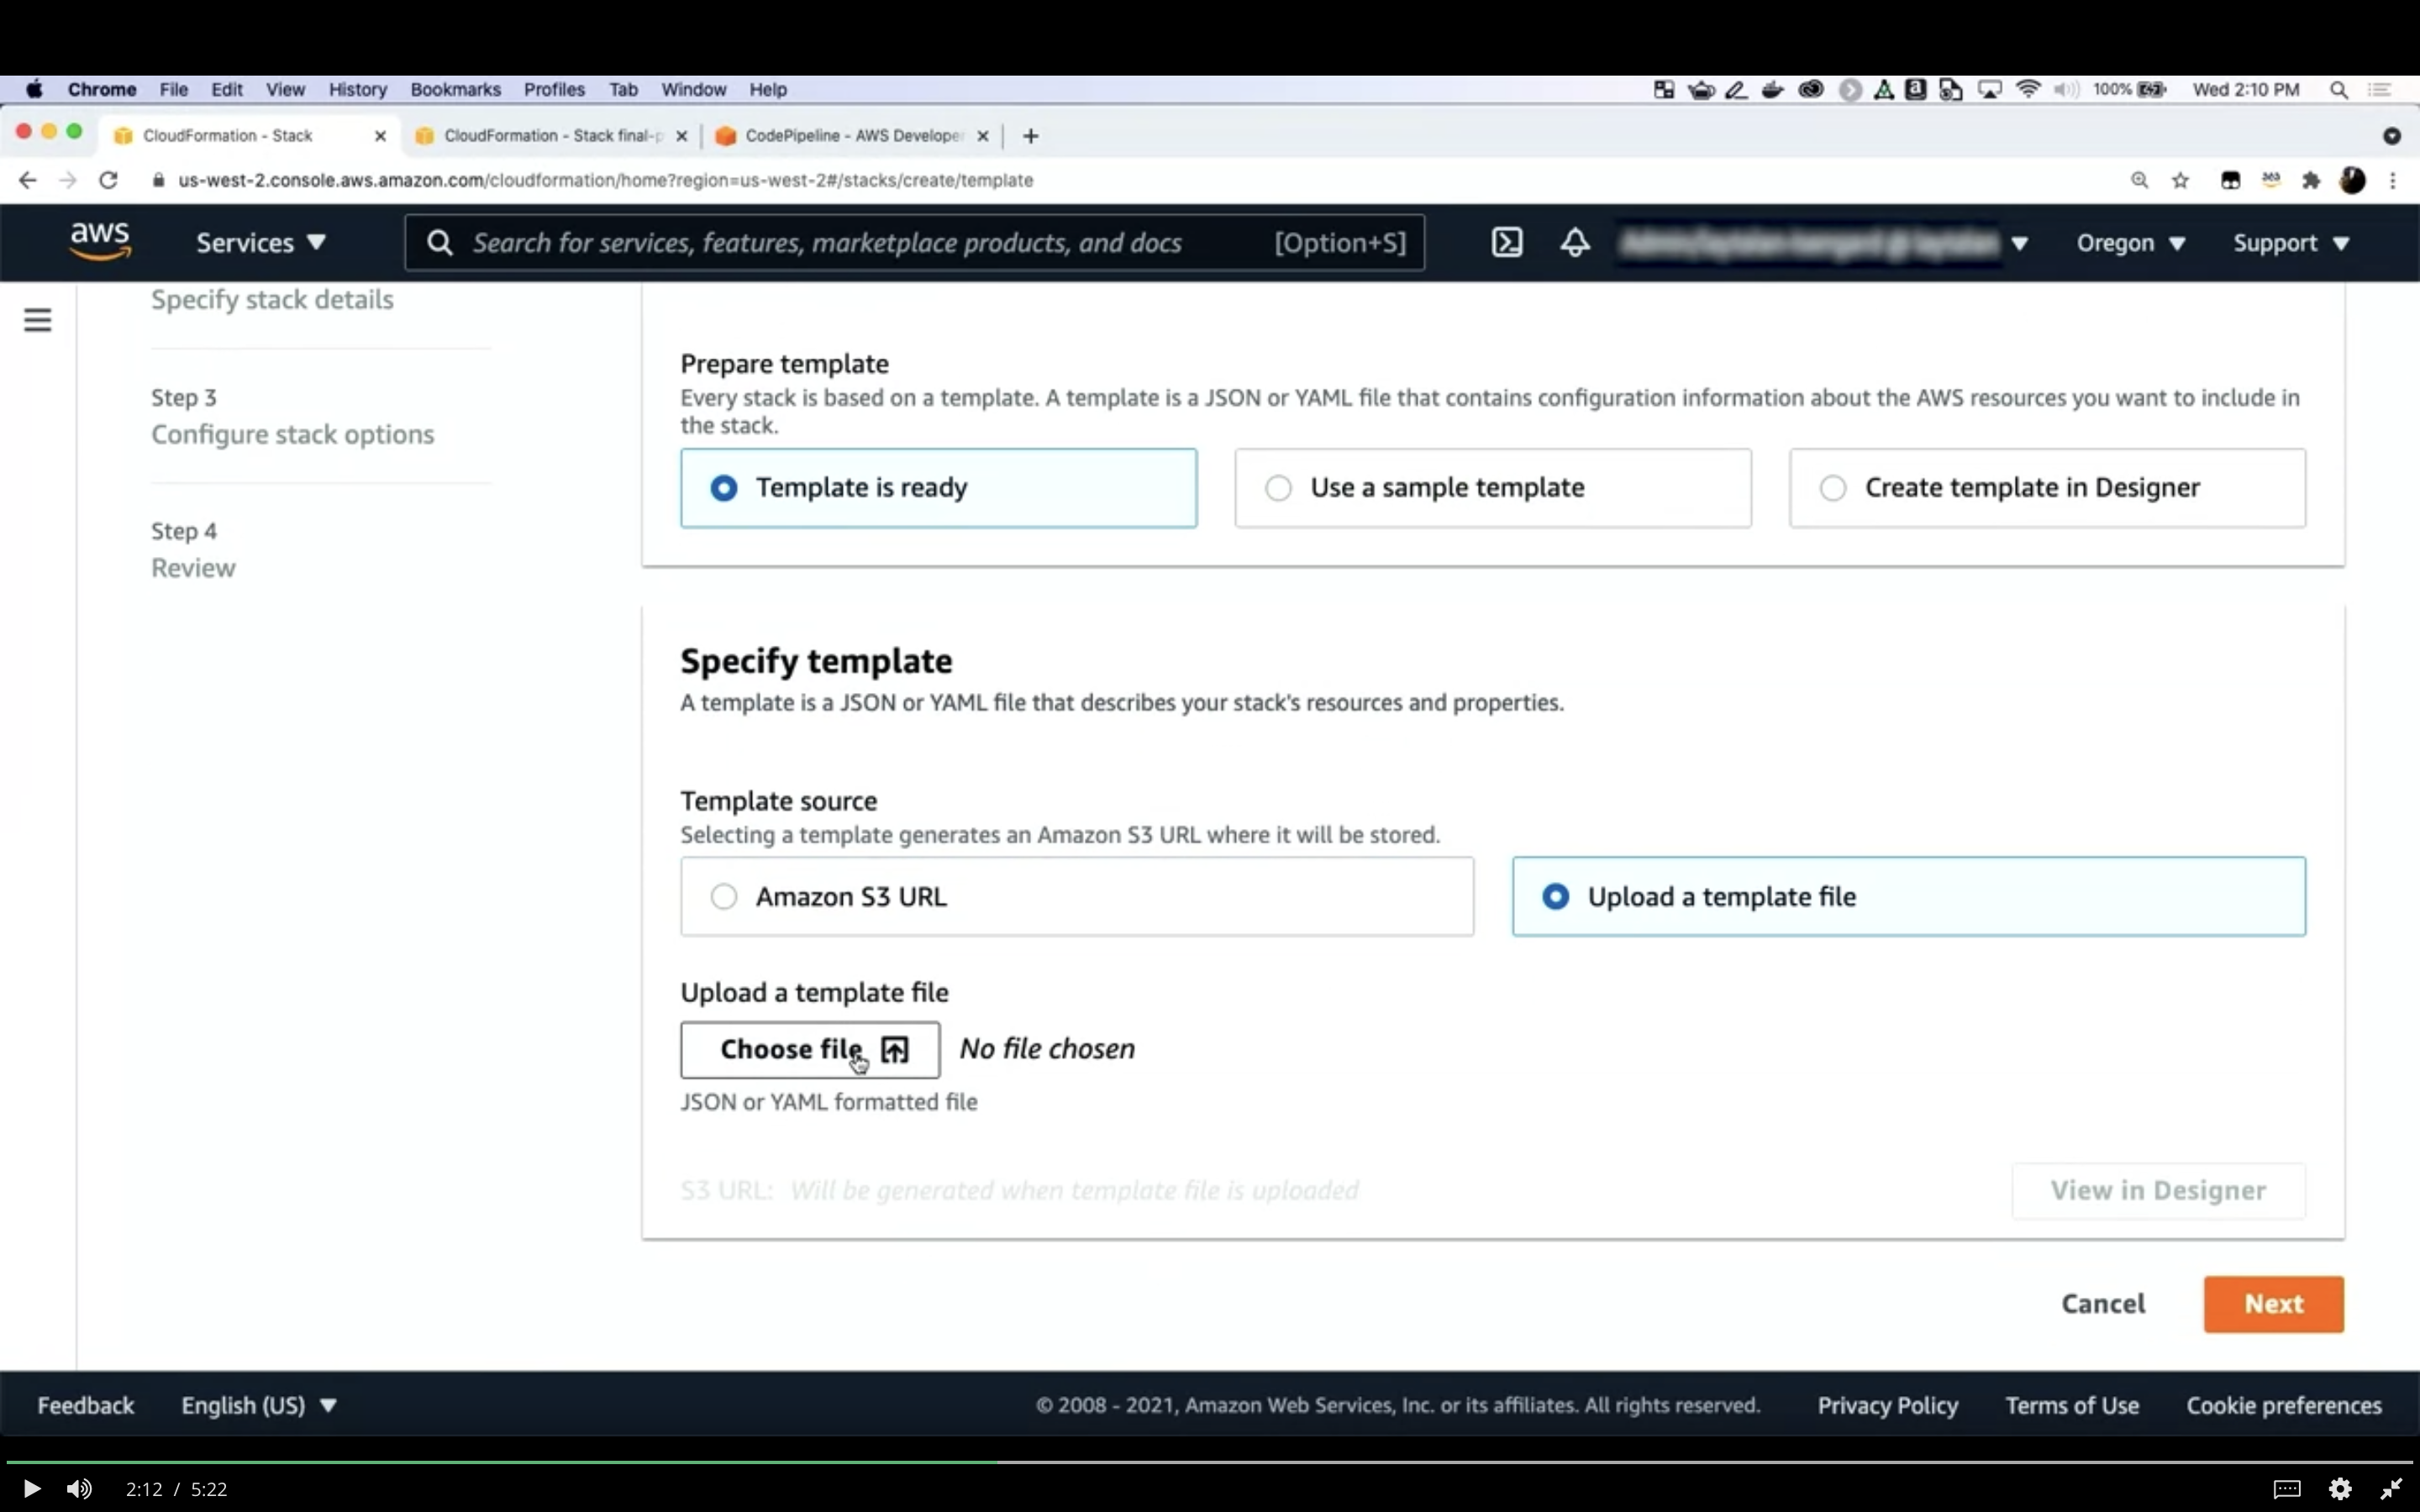 Chrome File Edit View History Bookmarks Profiles Tab Window Help 100% Wed 2:10 PM
CloudFormation - Stack CloudFormation - Stack final-p CodePipeline - AWS Developer
us-west-2.console.aws.amazon.com/cloudformation/home?region=us-west-2#/stacks/create/template
aws Services Search for services, features, marketplace products, and docs [Option+S] Oregon Support
Specify stack details
Step 3
Configure stack options
Step 4
Review
Prepare template
Every stack is based on a template. A template is a JSON or YAML file that contains configuration information about the AWS resources you want to include in
the stack.
Template is ready Use a sample template Create template in Designer
Specify template
A template is a JSON or YAML file that describes your stack's resources and properties.
Template source
Selecting a template generates an Amazon S3 URL where it will be stored.
Amazon S3 URL Upload a template file
Upload a template file
Choose file No file chosen
JSON or YAML formatted file
S3 URL: Will be generated when template file is uploaded View in Designer
Cancel Next
Feedback English (US) © 2008 - 2021, Amazon Web Services, Inc. or its affiliates. All rights reserved. Privacy Policy Terms of Use Cookie preferences
2:12 / 5:22